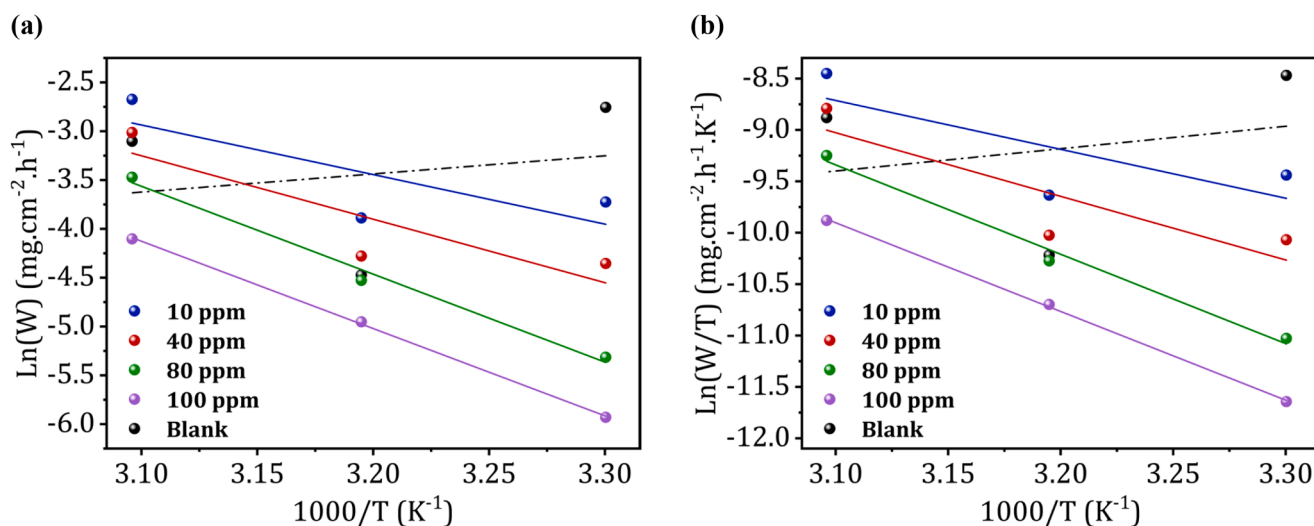 (a)
Ln(W) (mg.cm⁻².h⁻¹)
-2.5
-3.0
-3.5
-4.0
-4.5
-5.0
-5.5
-6.0
10 ppm
40 ppm
80 ppm
100 ppm
Blank
3.10 3.15 3.20 3.25 3.30
1000/T (K⁻¹)
(b)
Ln(W/T) (mg.cm⁻².h⁻¹.K⁻¹)
-8.5
-9.0
-9.5
-10.0
-10.5
-11.0
-11.5
-12.0
10 ppm
40 ppm
80 ppm
100 ppm
Blank
3.10 3.15 3.20 3.25 3.30
1000/T (K⁻¹)